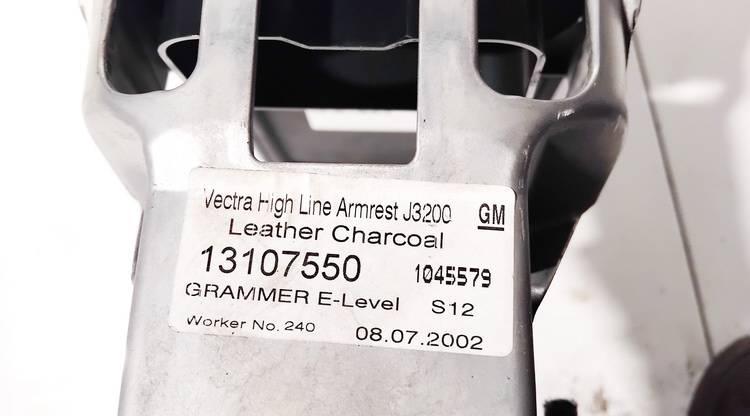 Vectra High Line Armrest J3200 GM
Leather Charcoal
13107550 1045579
GRAMMER E-Level S12
Worker No. 240 08.07.2002